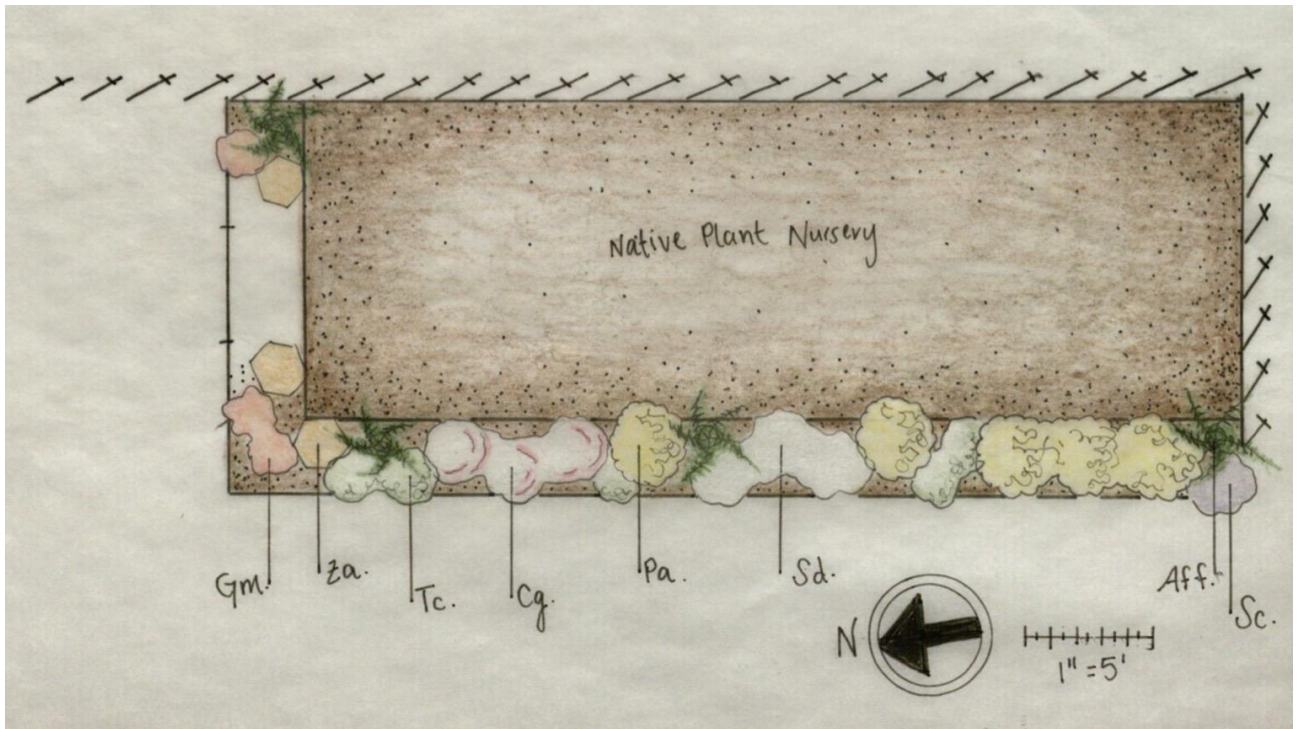 Native Plant Nursery
Gm.
Za.
Tc.
Cg.
Pa.
Sd.
Aff.
Sc.
N
1" = 5'